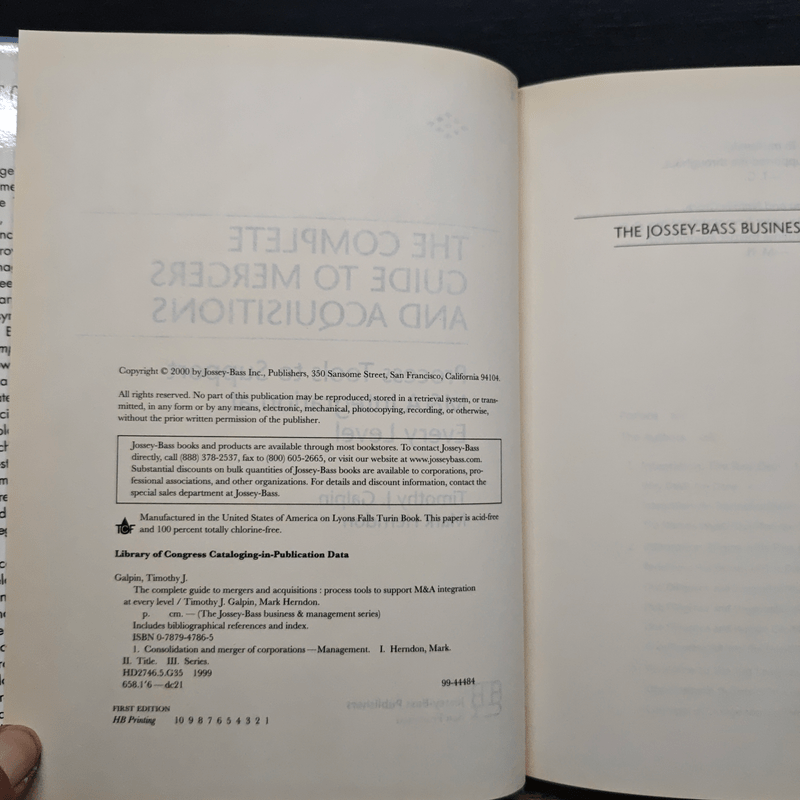 THE COMPLETE
GUIDE TO MERGERS
AND ACQUISITIONS
Copyright © 2000 by Jossey-Bass Inc., Publishers, 350 Sansome Street, San Francisco, California 94104.
All rights reserved. No part of this publication may be reproduced, stored in a retrieval system, or trans-
mitted, in any form or by any means, electronic, mechanical, photocopying, recording, or otherwise,
without the prior written permission of the publisher.
Jossey-Bass books and products are available through most bookstores. To contact Jossey-Bass
directly, call (888) 378-2537, fax to (800) 605-2665, or visit our website at www.josseybass.com.
Substantial discounts on bulk quantities of Jossey-Bass books are available to corporations, pro-
fessional associations, and other organizations. For details and discount information, contact the
special sales department at Jossey-Bass.
TCF
Manufactured in the United States of America on Lyons Falls Turin Book. This paper is acid-free
and 100 percent totally chlorine-free.
Library of Congress Cataloging-in-Publication Data
Galpin, Timothy J.
The complete guide to mergers and acquisitions : process tools to support M&A integration
at every level / Timothy J. Galpin, Mark Herndon.
p. cm. — (The Jossey-Bass business & management series)
Includes bibliographical references and index.
ISBN 0-7879-4786-5
1. Consolidation and merger of corporations—Management. I. Herndon, Mark.
II. Title. III. Series.
HD2746.5.G35 1999
658.1'6—dc21 99-44484
FIRST EDITION
HB Printing 10 9 8 7 6 5 4 3 2 1
THE JOSSEY-BASS BUSINES